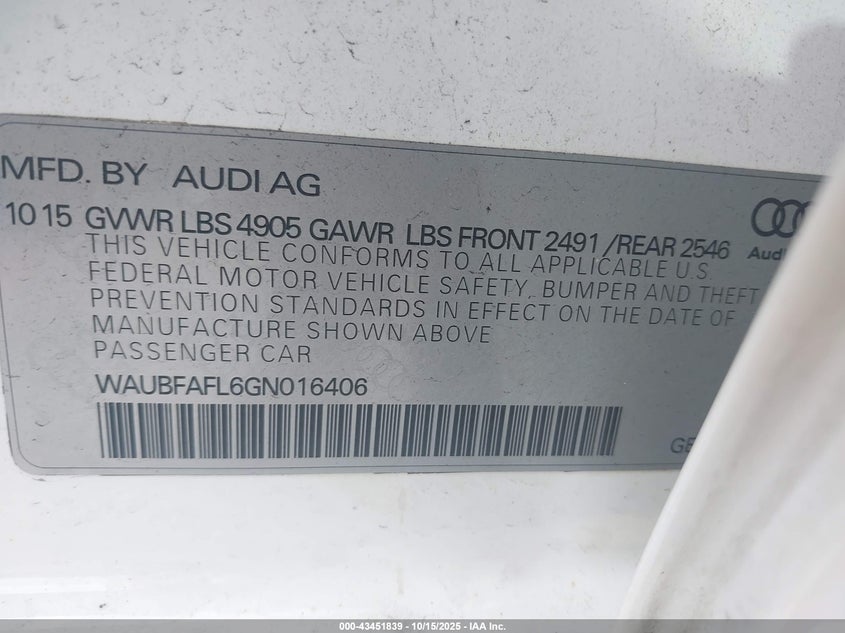 MFD. BY AUDI AG
10 15 GVWR LBS 4905 GAWR LBS FRONT 2491 /REAR 2546
Audi
THIS VEHICLE CONFORMS TO ALL APPLICABLE U.S.
FEDERAL MOTOR VEHICLE SAFETY, BUMPER AND THEFT
PREVENTION STANDARDS IN EFFECT ON THE DATE OF
MANUFACTURE SHOWN ABOVE
PASSENGER CAR
WAUBFAFL6GN016406
000-43451839 - 10/15/2025 - IAA Inc.